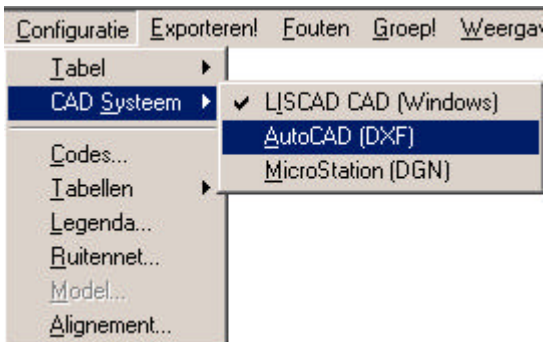 Configuratie Exporteren! Fouten Groep! Weergav
Tabel
CAD Systeem
LISCAD CAD (Windows)
AutoCAD (DXF)
MicroStation (DGN)
Codes...
Tabellen
Legenda...
Ruitennet...
Model...
Alignement...